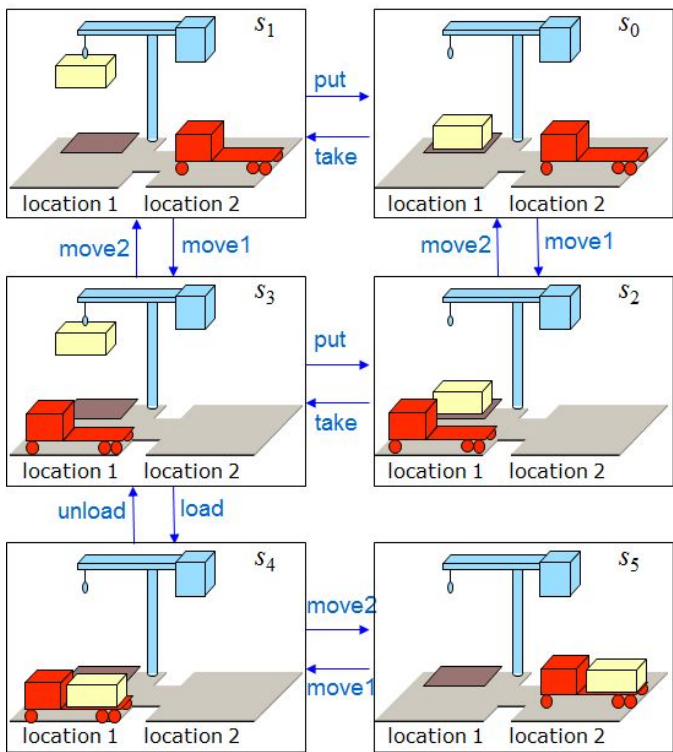 s1
s0
put
take
location 1 location 2
location 1 location 2
move2 move1
move2 move1
s3
s2
put
take
location 1 location 2
location 1 location 2
unload load
s4
s5
move2
move1
location 1 location 2
location 1 location 2